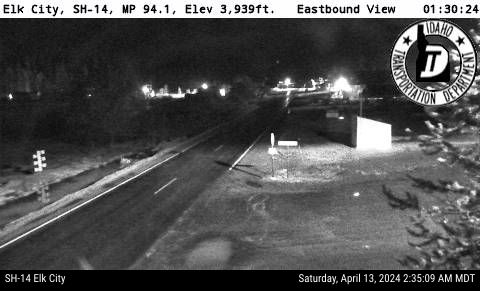 Elk City, SH-14, MP 94.1, Elev 3,939ft. Eastbound View 01:30:24
IDAHO
TRANSPORTATION DEPARTMENT
SH-14 Elk City Saturday, April 13, 2024 2:35:09 AM MDT